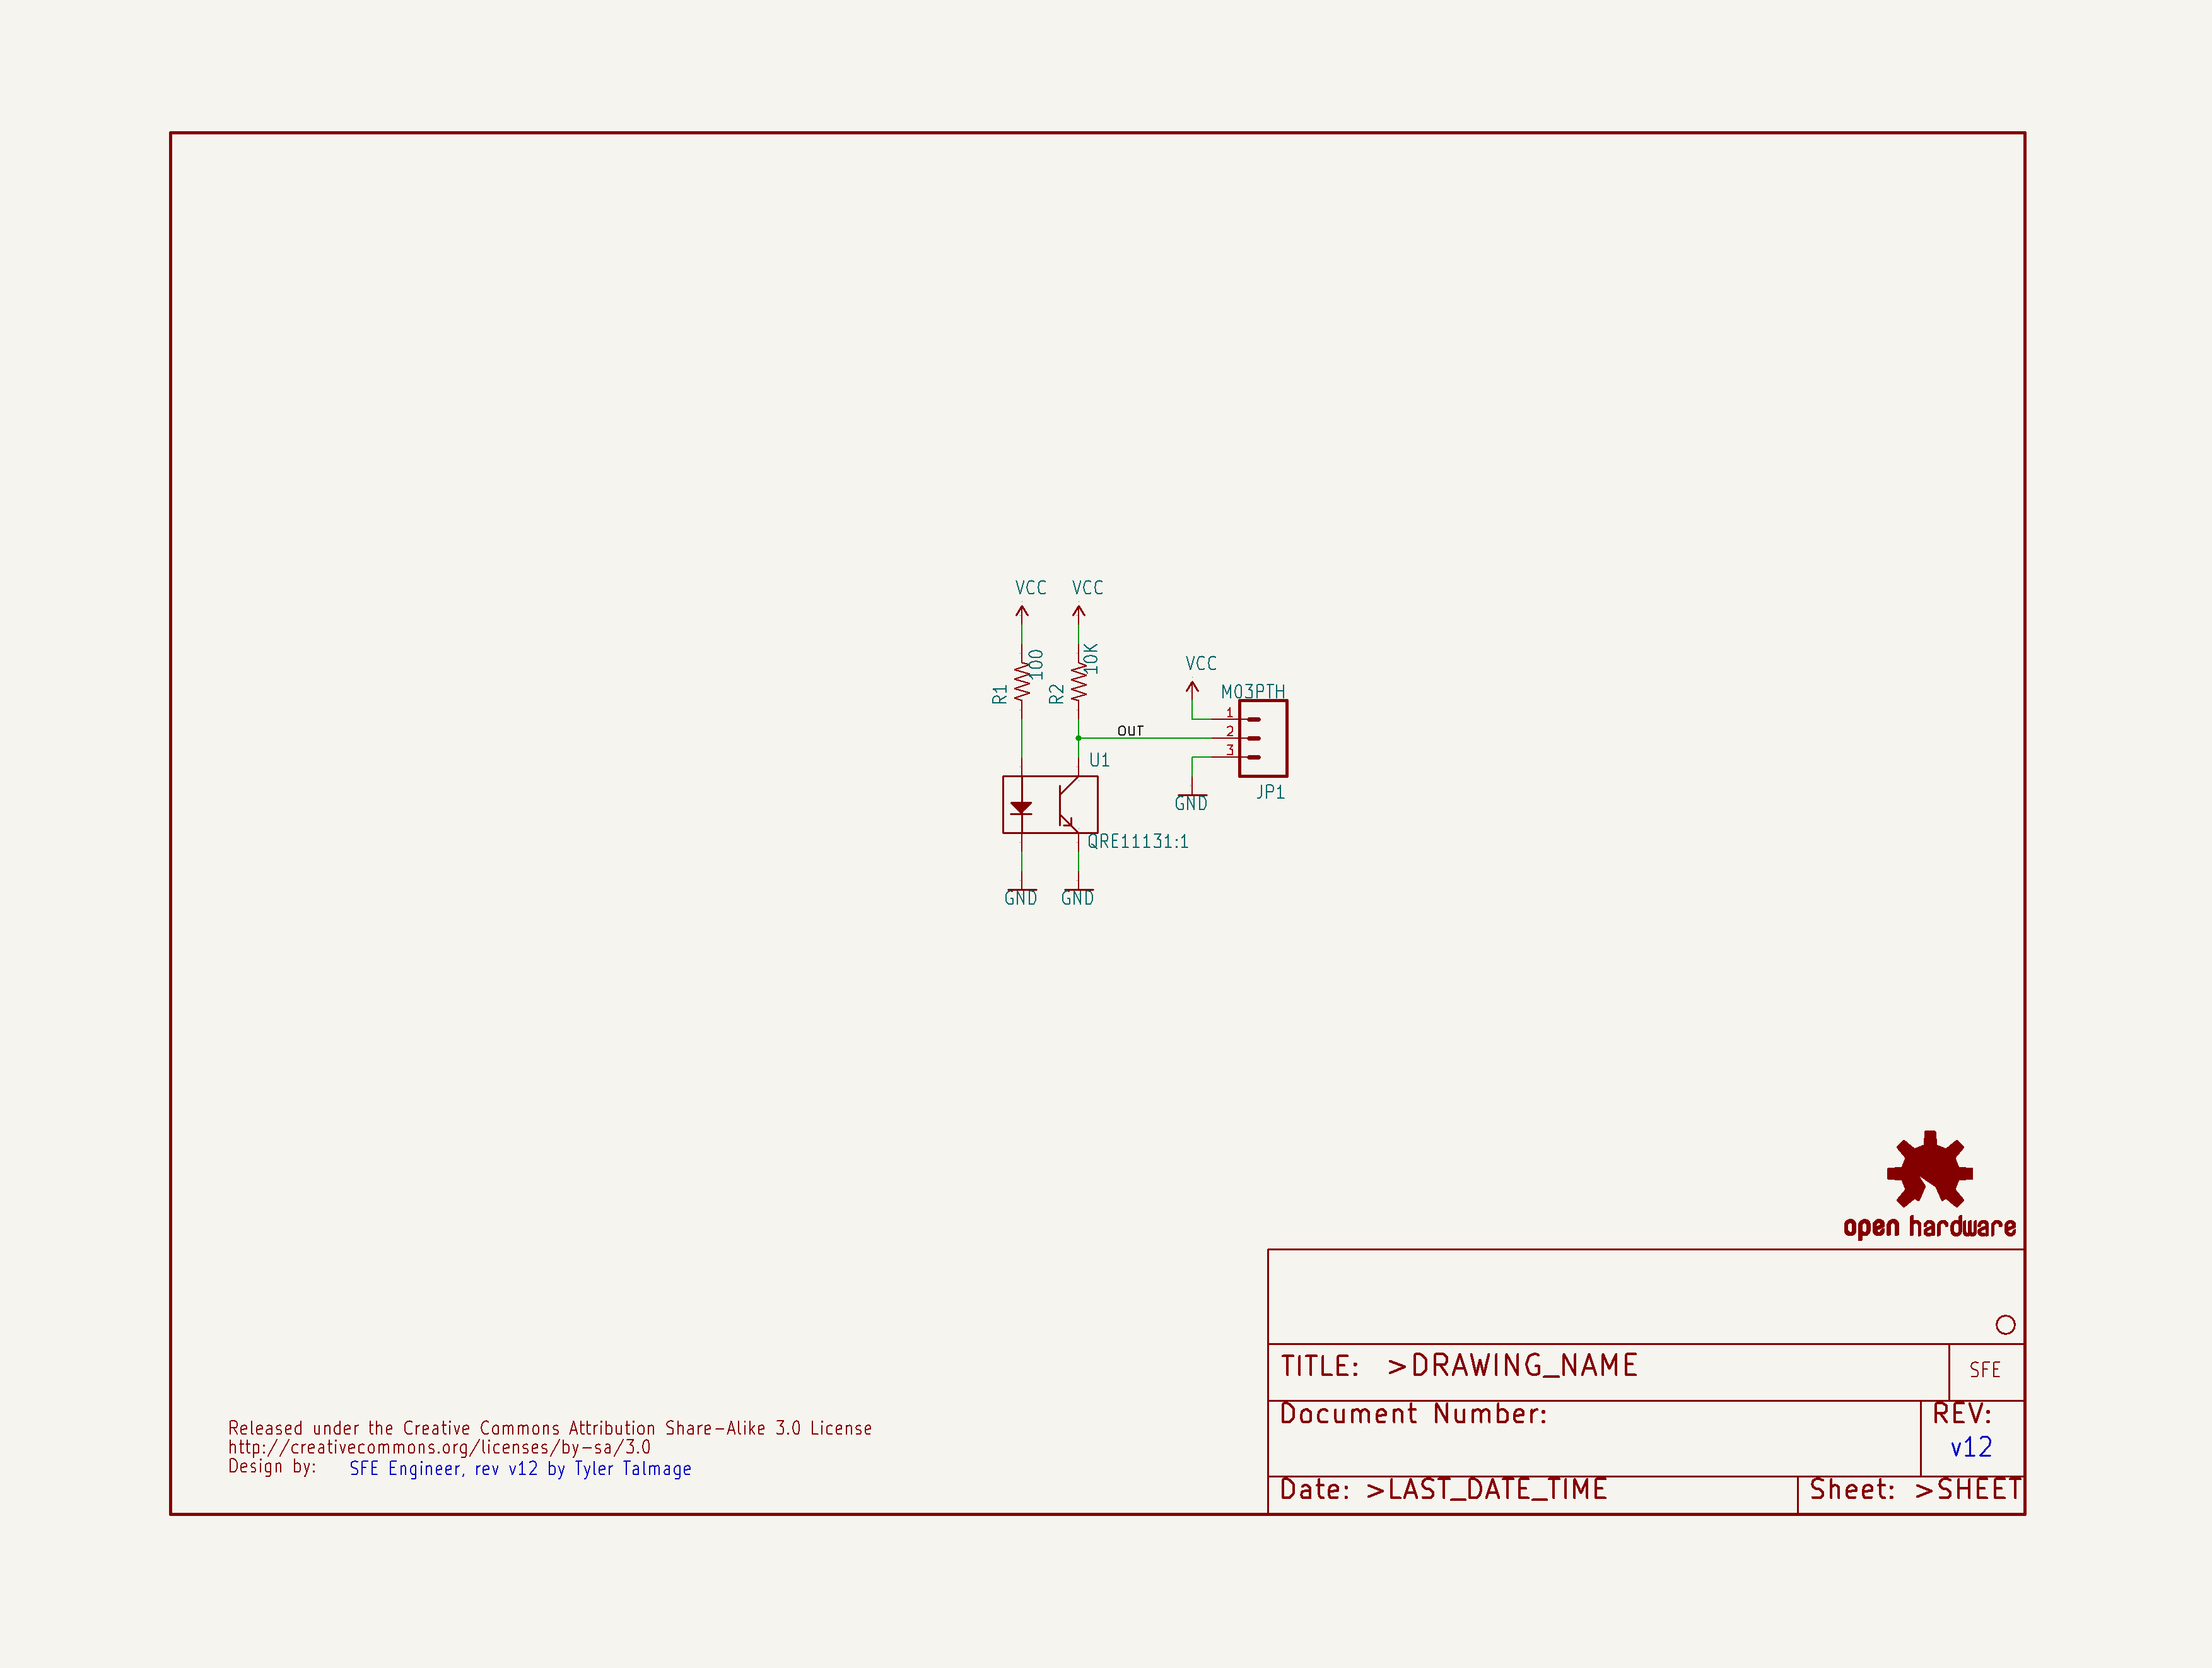 VCC VCC
100
10K
R1
R2
VCC
M03PTH
1
OUT
2
3
U1
JP1
GND
QRE11131:1
GND GND
open hardware
TITLE: >DRAWING_NAME
SFE
Document Number:
REV:
v12
Date: >LAST_DATE_TIME
Sheet: >SHEET
Released under the Creative Commons Attribution Share-Alike 3.0 License
http://creativecommons.org/licenses/by-sa/3.0
Design by: SFE Engineer, rev v12 by Tyler Talmage